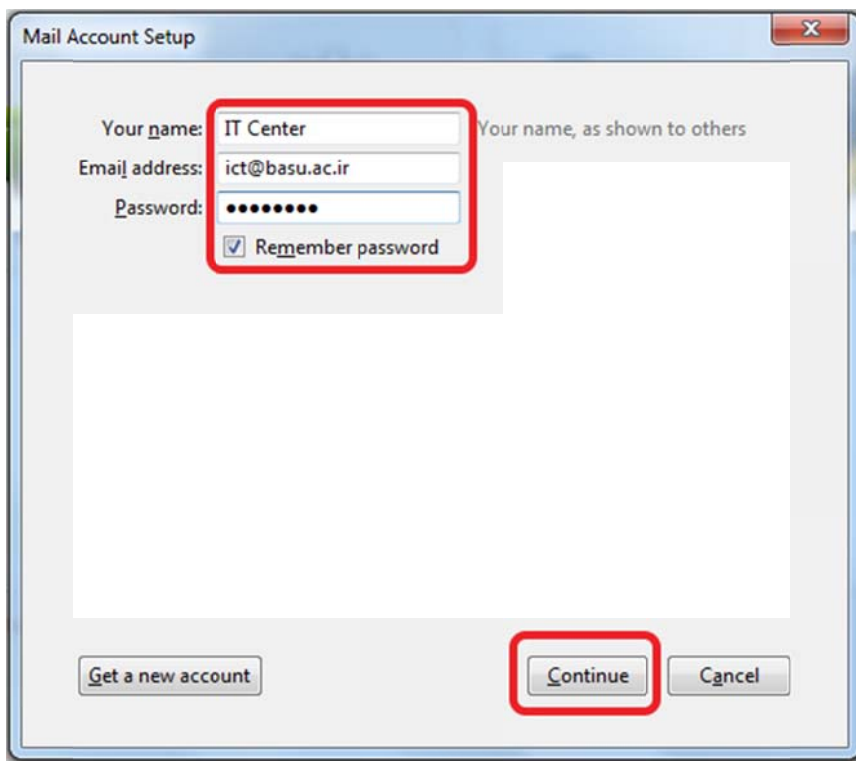 Mail Account Setup
Your name: IT Center Your name, as shown to others
Email address: ict@basu.ac.ir
Password: ●●●●●●●●
Remember password
Get a new account Continue Cancel